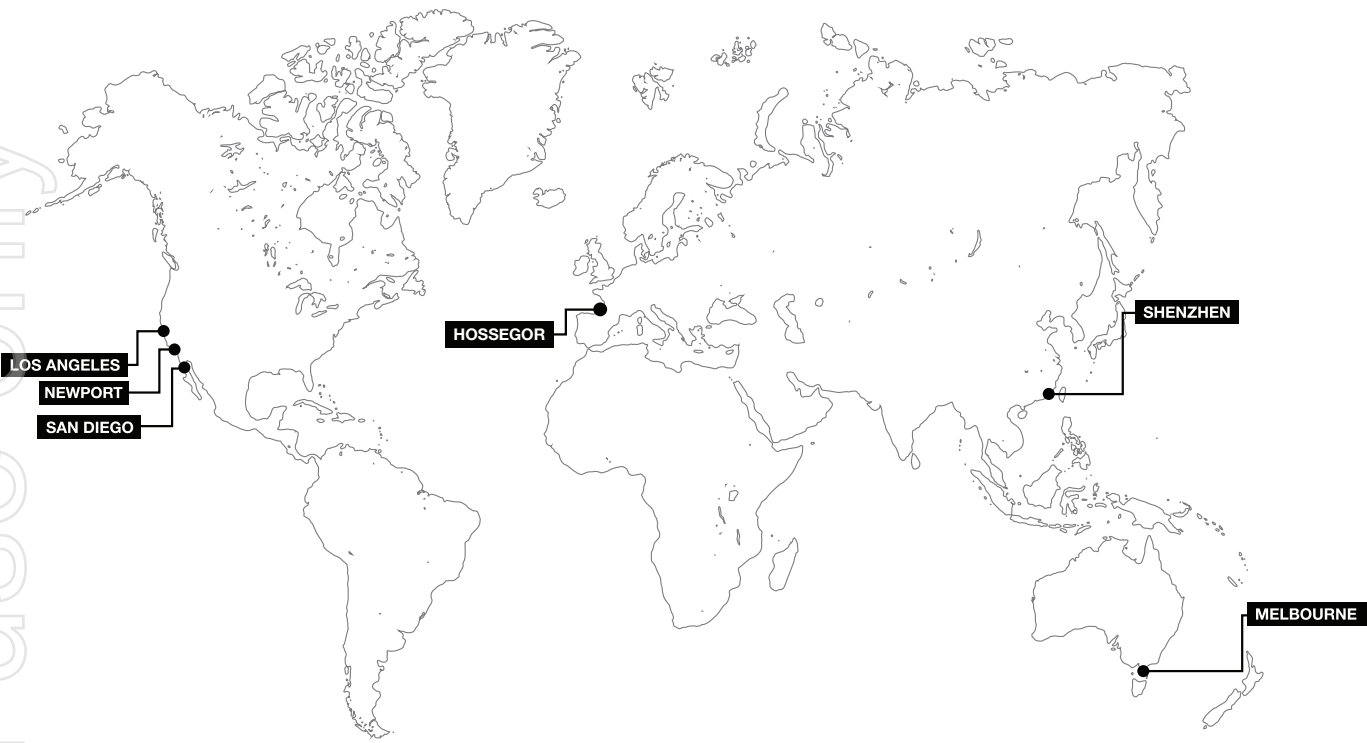 SHENZHEN
HOSSEGOR
LOS ANGELES
NEWPORT
SAN DIEGO
MELBOURNE